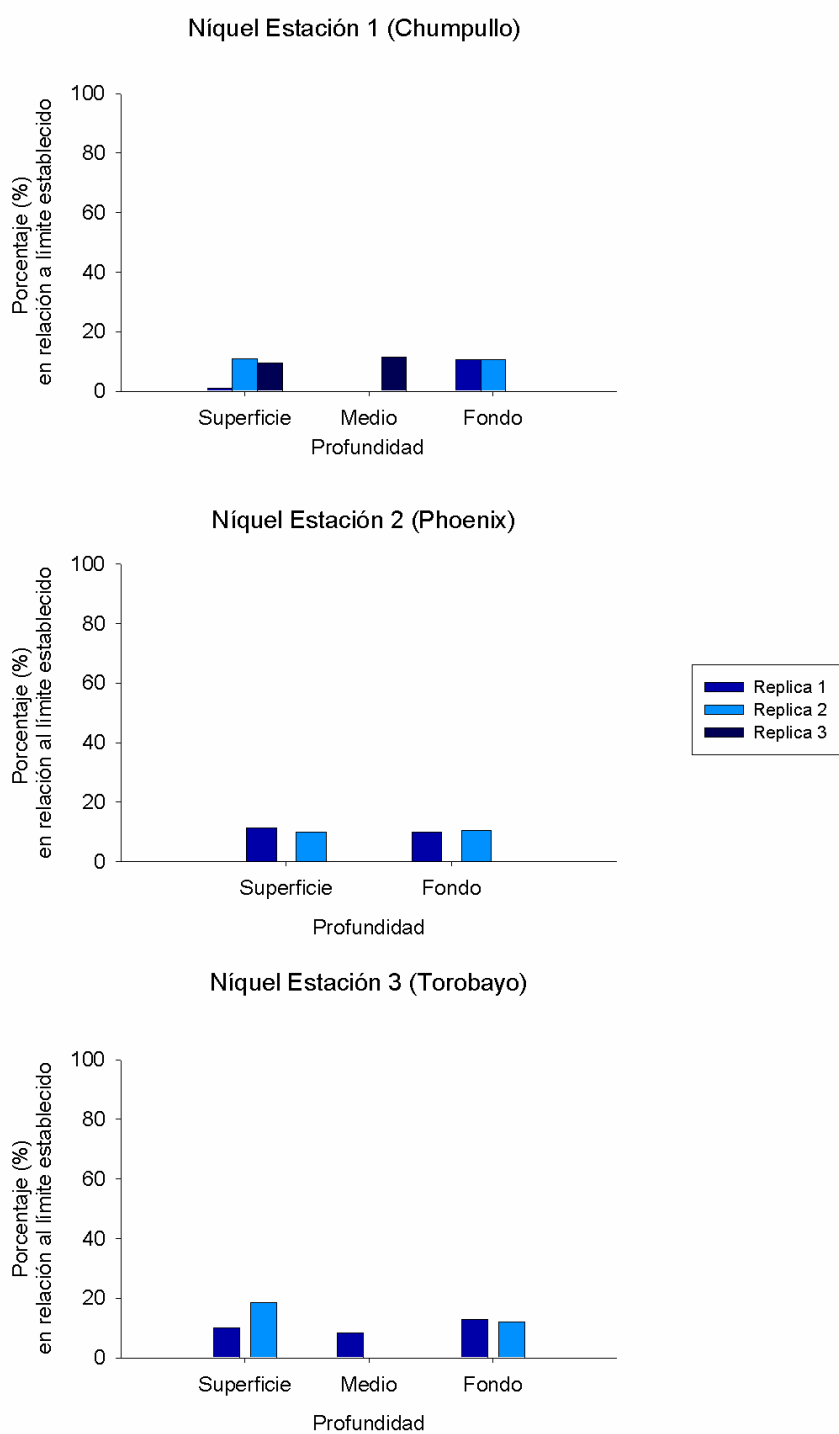 Níquel Estación 1 (Chumpullo)
Porcentaje (%)
en relación a límite establecido
100
80
60
40
20
0
Superficie Medio Fondo
Profundidad
Níquel Estación 2 (Phoenix)
Porcentaje (%)
en relación al límite establecido
100
80
60
40
20
0
Superficie Fondo
Profundidad
Replica 1
Replica 2
Replica 3
Níquel Estación 3 (Torobayo)
Porcentaje (%)
en relación al límite establecido
100
80
60
40
20
0
Superficie Medio Fondo
Profundidad